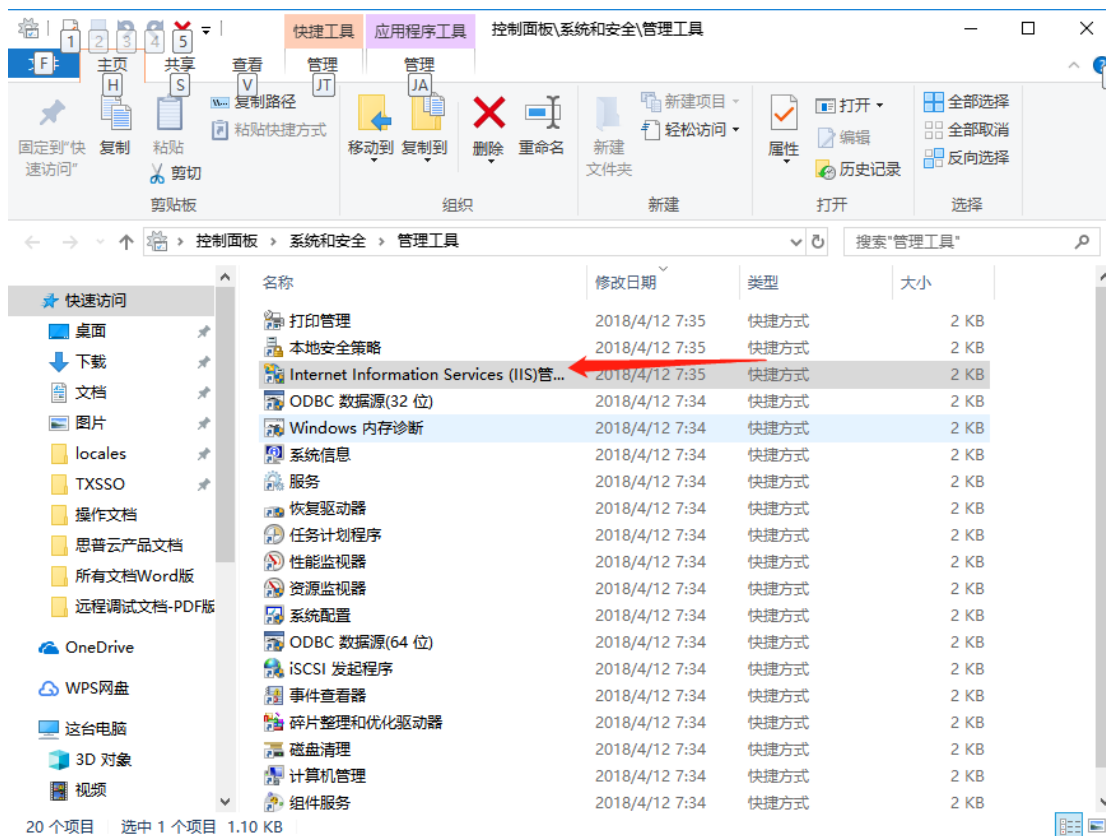 1 2 3 4 5 快捷工具 应用程序工具 控制面板\系统和安全\管理工具
F 主页 共享 查看 管理 管理
H S V JT JA
固定到"快速访问"
复制
粘贴
复制路径
粘贴快捷方式
剪切
剪贴板
移动到 复制到 删除 重命名
组织
新建文件夹
新建项目
轻松访问
新建
属性
打开
编辑
历史记录
打开
全部选择
全部取消
反向选择
选择
控制面板 › 系统和安全 › 管理工具
搜索"管理工具"
快速访问
桌面
下载
文档
图片
locales
TXSSO
操作文档
思普云产品文档
所有文档Word版
远程调试文档-PDF版
OneDrive
WPS网盘
这台电脑
3D 对象
视频
名称 修改日期 类型 大小
打印管理 2018/4/12 7:35 快捷方式 2 KB
本地安全策略 2018/4/12 7:35 快捷方式 2 KB
Internet Information Services (IIS)管... 2018/4/12 7:35 快捷方式 2 KB
ODBC 数据源(32 位) 2018/4/12 7:34 快捷方式 2 KB
Windows 内存诊断 2018/4/12 7:34 快捷方式 2 KB
系统信息 2018/4/12 7:34 快捷方式 2 KB
服务 2018/4/12 7:34 快捷方式 2 KB
恢复驱动器 2018/4/12 7:34 快捷方式 2 KB
任务计划程序 2018/4/12 7:34 快捷方式 2 KB
性能监视器 2018/4/12 7:34 快捷方式 2 KB
资源监视器 2018/4/12 7:34 快捷方式 2 KB
系统配置 2018/4/12 7:34 快捷方式 2 KB
ODBC 数据源(64 位) 2018/4/12 7:34 快捷方式 2 KB
iSCSI 发起程序 2018/4/12 7:34 快捷方式 2 KB
事件查看器 2018/4/12 7:34 快捷方式 2 KB
碎片整理和优化驱动器 2018/4/12 7:34 快捷方式 2 KB
磁盘清理 2018/4/12 7:34 快捷方式 2 KB
计算机管理 2018/4/12 7:34 快捷方式 2 KB
组件服务 2018/4/12 7:34 快捷方式 2 KB
20 个项目 选中 1 个项目 1.10 KB